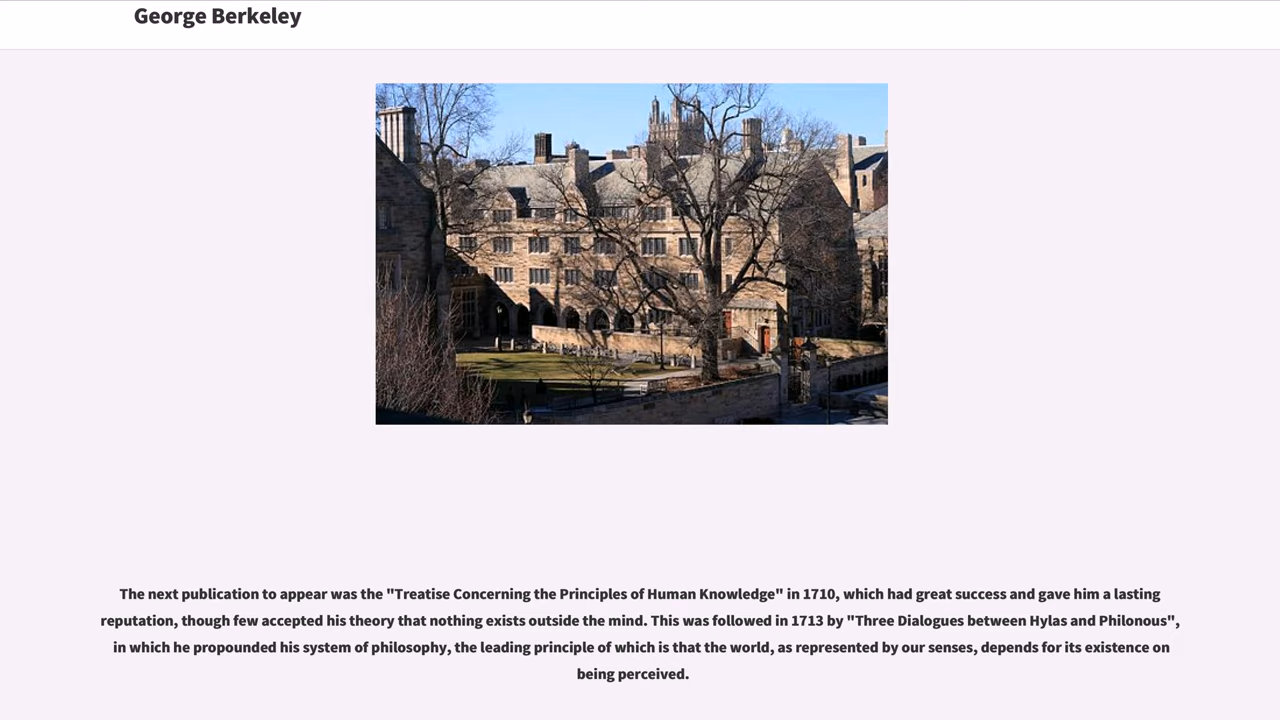 George Berkeley
The next publication to appear was the "Treatise Concerning the Principles of Human Knowledge" in 1710, which had great success and gave him a lasting
reputation, though few accepted his theory that nothing exists outside the mind. This was followed in 1713 by "Three Dialogues between Hylas and Philonous",
in which he propounded his system of philosophy, the leading principle of which is that the world, as represented by our senses, depends for its existence on
being perceived.